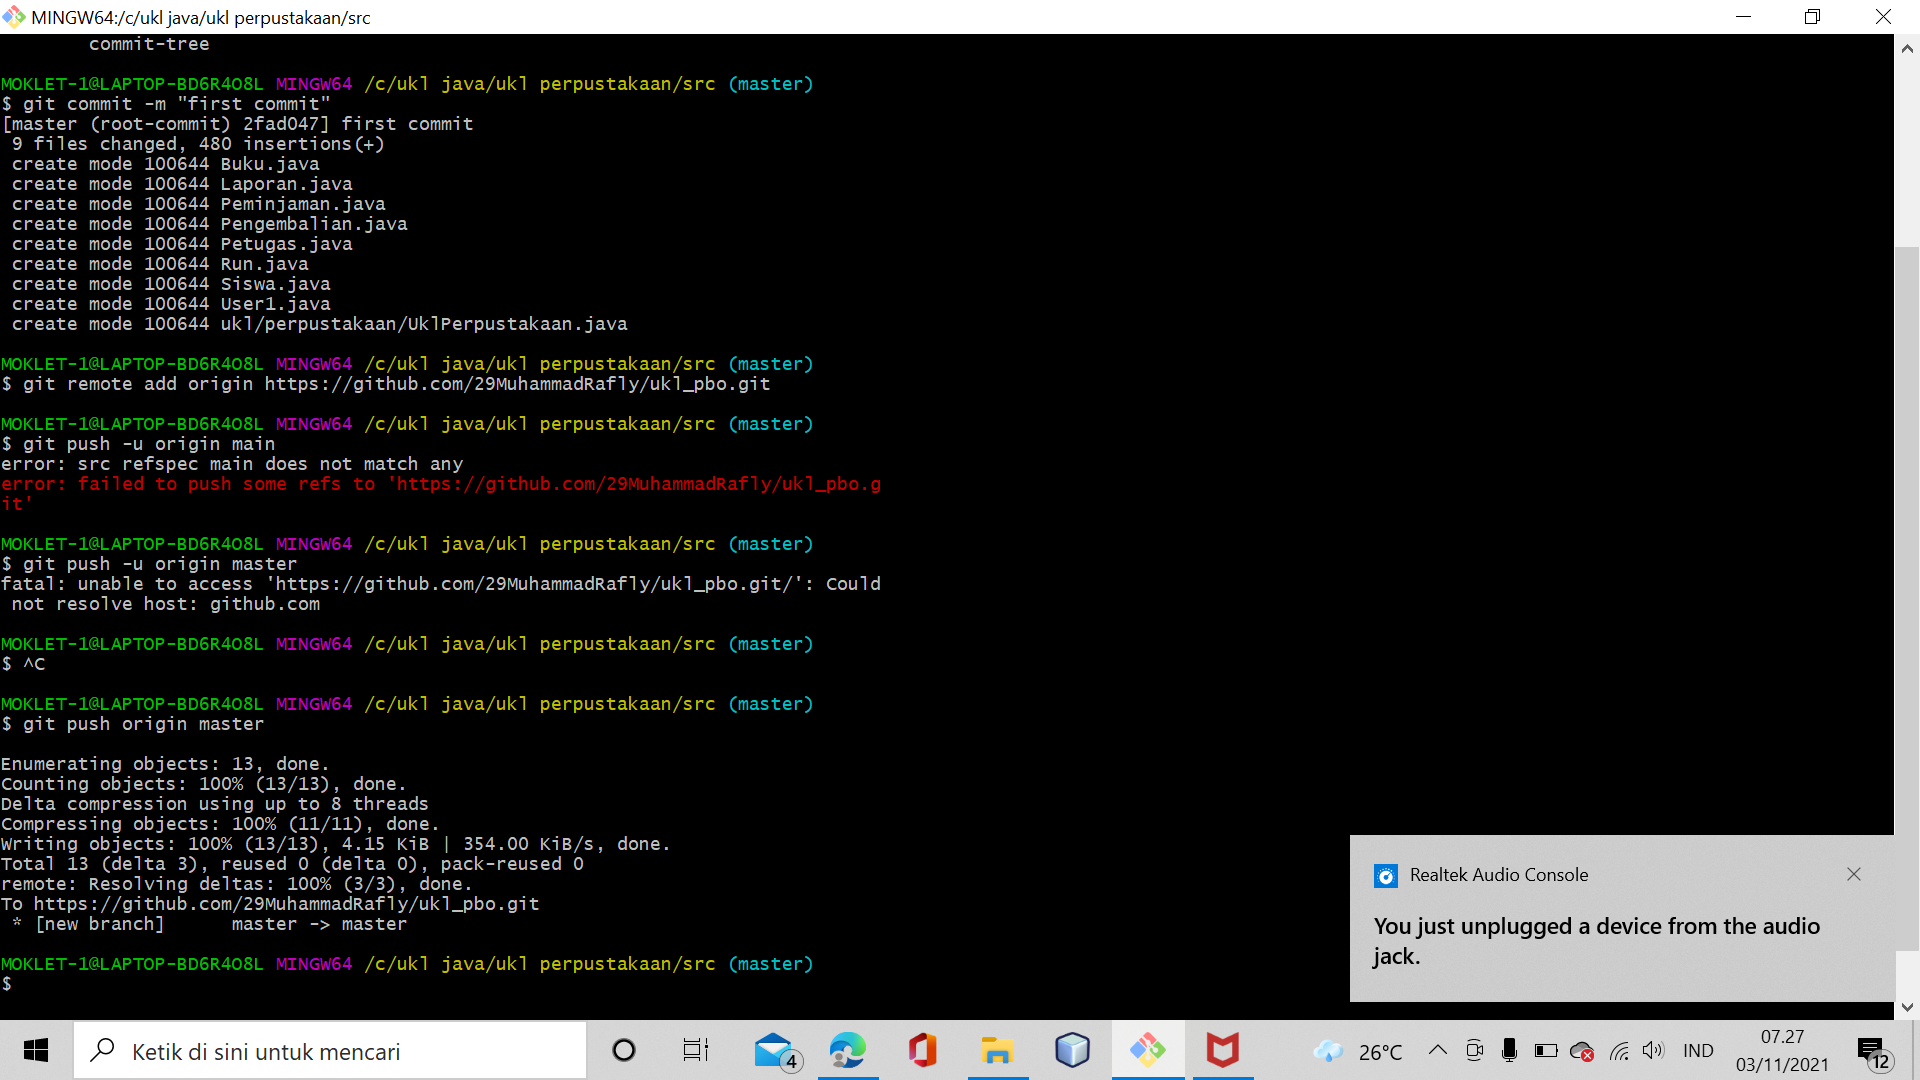 MINGW64:/c/ukl java/ukl perpustakaan/src
commit-tree
MOKLET-1@LAPTOP-BD6R4O8L MINGW64 /c/ukl java/ukl perpustakaan/src (master)
$ git commit -m "first commit"
[master (root-commit) 2fad047] first commit
9 files changed, 480 insertions(+)
create mode 100644 Buku.java
create mode 100644 Laporan.java
create mode 100644 Peminjaman.java
create mode 100644 Pengembalian.java
create mode 100644 Petugas.java
create mode 100644 Run.java
create mode 100644 Siswa.java
create mode 100644 User1.java
create mode 100644 ukl/perpustakaan/UklPerpustakaan.java
MOKLET-1@LAPTOP-BD6R4O8L MINGW64 /c/ukl java/ukl perpustakaan/src (master)
$ git remote add origin https://github.com/29MuhammadRafly/ukl_pbo.git
MOKLET-1@LAPTOP-BD6R4O8L MINGW64 /c/ukl java/ukl perpustakaan/src (master)
$ git push -u origin main
error: src refspec main does not match any
error: failed to push some refs to 'https://github.com/29MuhammadRafly/ukl_pbo.g
it'
MOKLET-1@LAPTOP-BD6R4O8L MINGW64 /c/ukl java/ukl perpustakaan/src (master)
$ git push -u origin master
fatal: unable to access 'https://github.com/29MuhammadRafly/ukl_pbo.git/': Could
not resolve host: github.com
MOKLET-1@LAPTOP-BD6R4O8L MINGW64 /c/ukl java/ukl perpustakaan/src (master)
$ ^C
MOKLET-1@LAPTOP-BD6R4O8L MINGW64 /c/ukl java/ukl perpustakaan/src (master)
$ git push origin master
Enumerating objects: 13, done.
Counting objects: 100% (13/13), done.
Delta compression using up to 8 threads
Compressing objects: 100% (11/11), done.
Writing objects: 100% (13/13), 4.15 KiB | 354.00 KiB/s, done.
Total 13 (delta 3), reused 0 (delta 0), pack-reused 0
remote: Resolving deltas: 100% (3/3), done.
To https://github.com/29MuhammadRafly/ukl_pbo.git
* [new branch]      master -> master
MOKLET-1@LAPTOP-BD6R4O8L MINGW64 /c/ukl java/ukl perpustakaan/src (master)
$
Realtek Audio Console
You just unplugged a device from the audio
jack.
Ketik di sini untuk mencari
4
26°C
IND
07.27
03/11/2021
12